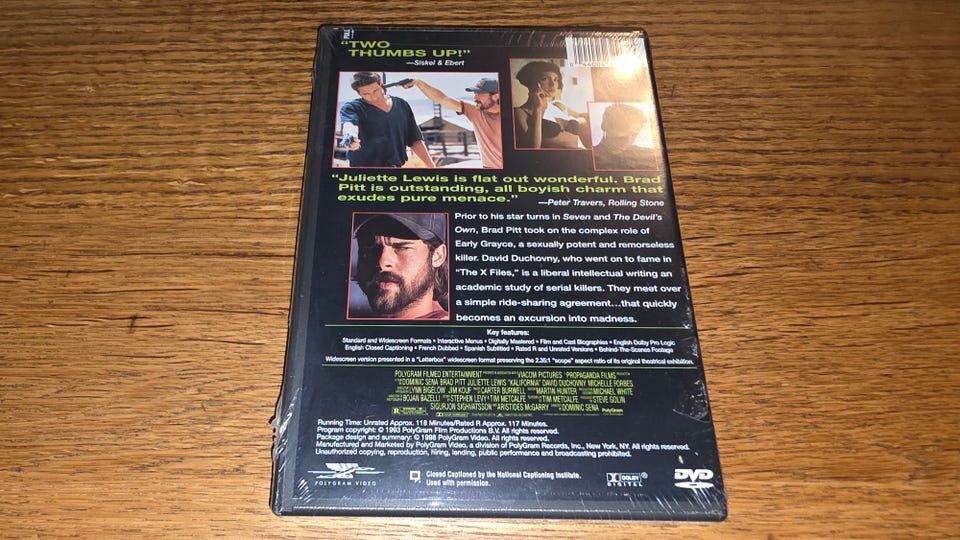 PULL
“TWO
THUMBS UP!”
—Siskel & Ebert
“Juliette Lewis is flat out wonderful. Brad
Pitt is outstanding, all boyish charm that
exudes pure menace.”
—Peter Travers, Rolling Stone
Prior to his star turns in Seven and The Devil's
Own, Brad Pitt took on the complex role of
Early Grayce, a sexually potent and remorseless
killer. David Duchovny, who went on to fame in
“The X Files,” is a liberal intellectual writing an
academic study of serial killers. They meet over
a simple ride-sharing agreement...that quickly
becomes an excursion into madness.
Key features:
Standard and Widescreen Formats • Interactive Menus • Digitally Mastered • Film and Cast Biographies • English Dolby Pro Logic
English Closed Captioning • French Dubbed • Spanish Subtitled • Rated R and Unrated Versions • Behind-The-Scenes Footage
Widescreen version presented in a "Letterbox" widescreen format preserving the 2.35:1 "scope" aspect ratio of its original theatrical exhibition.
POLYGRAM FILMED ENTERTAINMENT VIACOM PICTURES PROPAGANDA FILMS
DOMINIC SENA BRAD PITT JULIETTE LEWIS "KALIFORNIA" DAVID DUCHOVNY MICHELLE FORBES
LYNN BIGELOW JIM KOUF CARTER BURWELL MARTIN HUNTER MICHAEL WHITE
BOJAN BAZELLI STEPHEN LEVY & TIM METCALFE TIM METCALFE STEVE GOLIN
SIGURJON SIGHVATSSON ARISTIDES McGARRY DOMINIC SENA PolyGram
R
Running Time: Unrated Approx. 118 Minutes/Rated R Approx. 117 Minutes.
Program copyright: © 1993 PolyGram Film Productions B.V. All rights reserved.
Package design and summary: © 1998 PolyGram Video. All rights reserved.
Manufactured and Marketed by PolyGram Video, a division of PolyGram Records, Inc., New York, NY. All rights reserved.
Unauthorized copying, reproduction, hiring, lending, public performance and broadcasting prohibited.
POLYGRAM VIDEO
Closed Captioned by the National Captioning Institute.
Used with permission.
DOLBY
DIGITAL
DVD